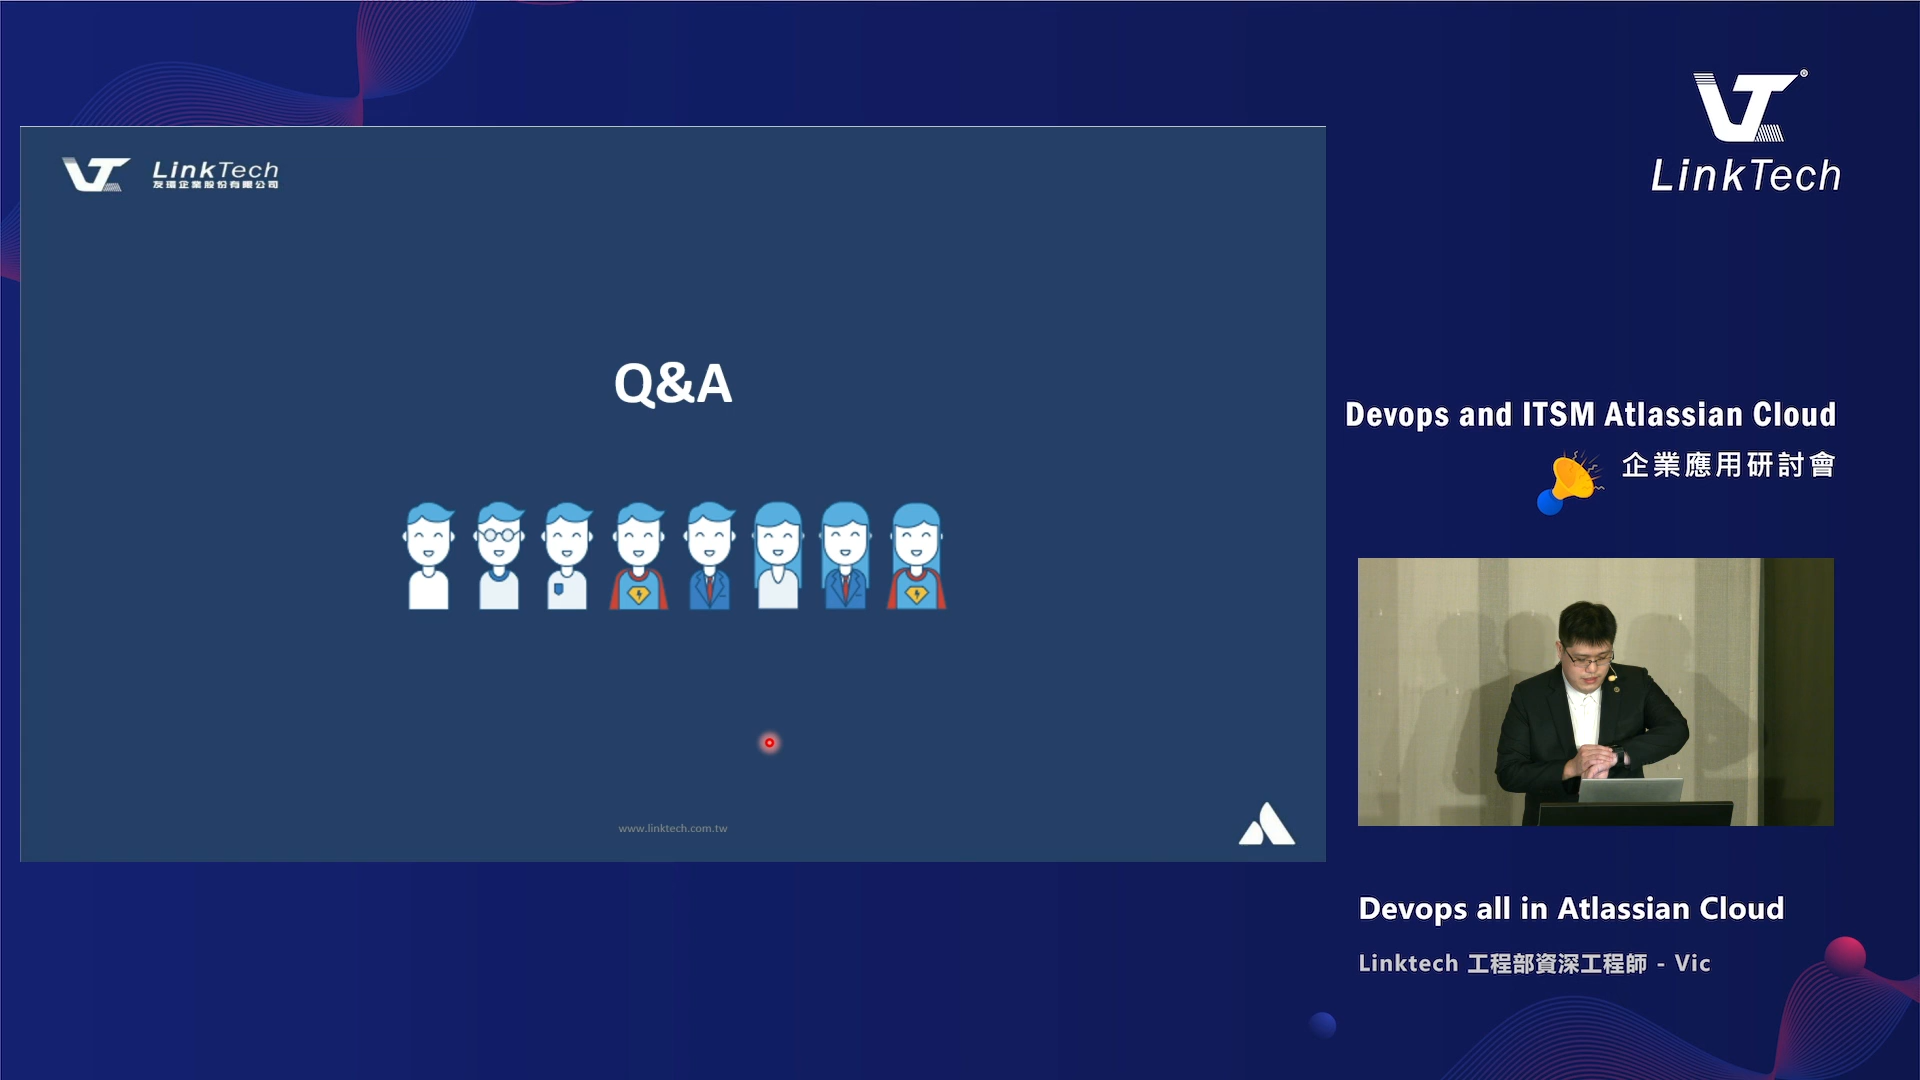 LinkTech
友環企業股份有限公司
Q&A
www.linktech.com.tw
LinkTech
Devops and ITSM Atlassian Cloud
企業應用研討會
Devops all in Atlassian Cloud
Linktech 工程部資深工程師 - Vic